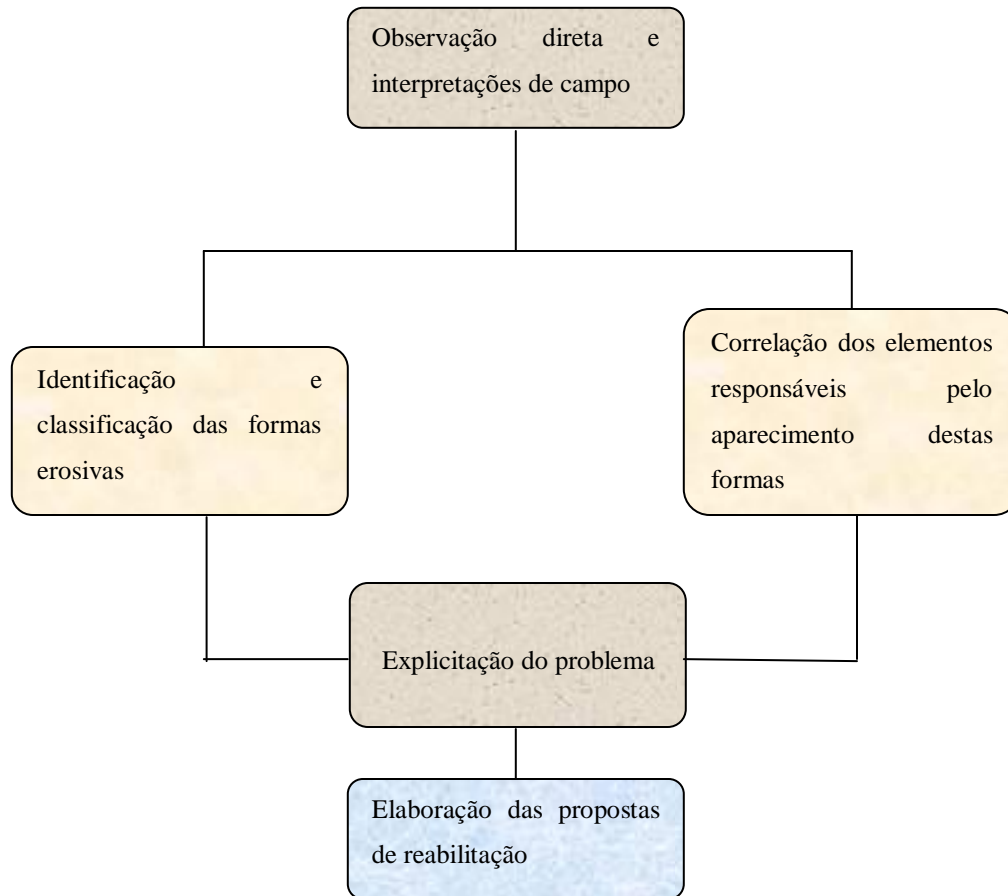 Observação direta e
interpretações de campo
Identificação e
classificação das formas
erosivas
Correlação dos elementos
responsáveis pelo
aparecimento destas
formas
Explicitação do problema
Elaboração das propostas
de reabilitação